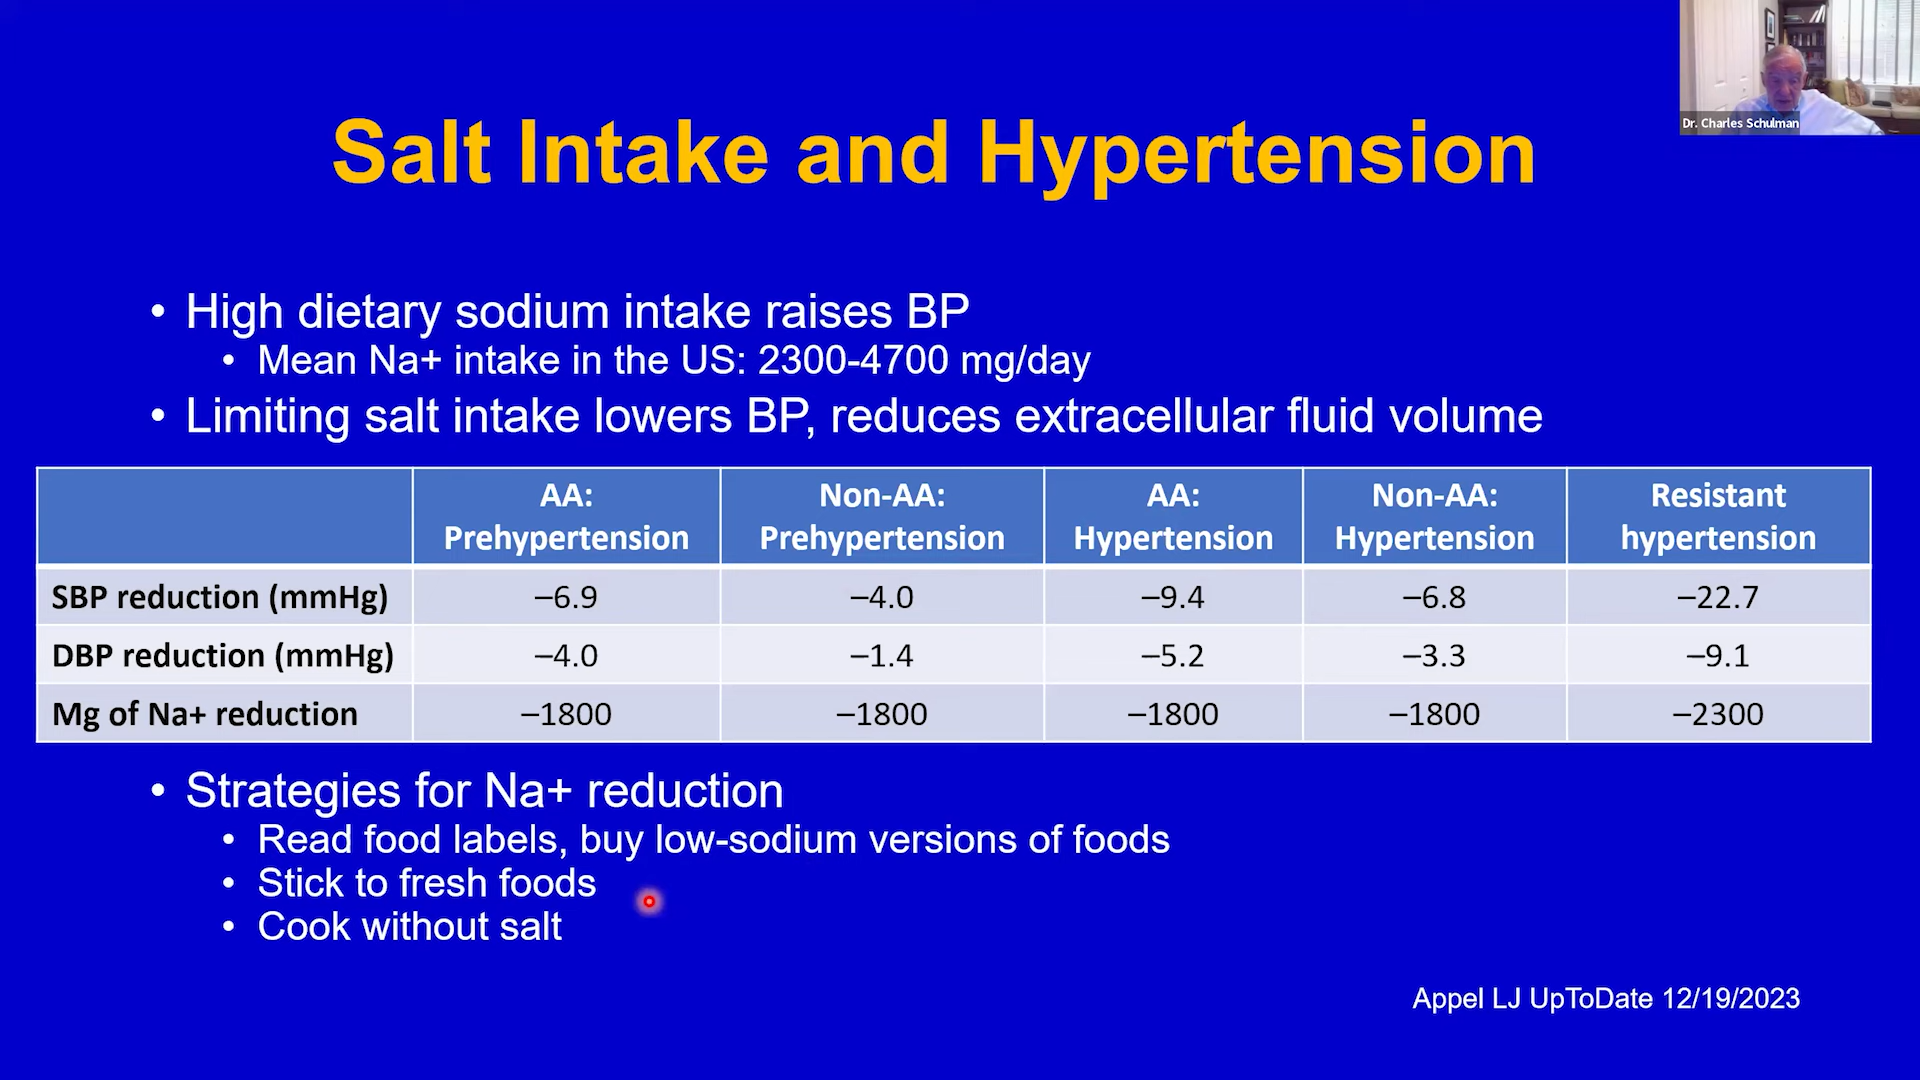 Dr. Charles Schulman
Salt Intake and Hypertension
• High dietary sodium intake raises BP
• Mean Na+ intake in the US: 2300-4700 mg/day
• Limiting salt intake lowers BP, reduces extracellular fluid volume
AA: Prehypertension Non-AA: Prehypertension AA: Hypertension Non-AA: Hypertension Resistant hypertension
SBP reduction (mmHg) –6.9 –4.0 –9.4 –6.8 –22.7
DBP reduction (mmHg) –4.0 –1.4 –5.2 –3.3 –9.1
Mg of Na+ reduction –1800 –1800 –1800 –1800 –2300
• Strategies for Na+ reduction
• Read food labels, buy low-sodium versions of foods
• Stick to fresh foods
• Cook without salt
Appel LJ UpToDate 12/19/2023